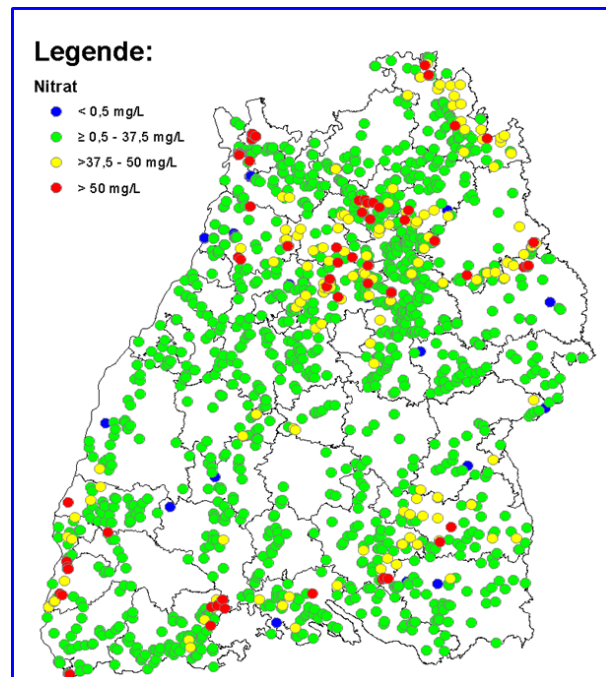 Legende:
Nitrat
< 0,5 mg/L
≥ 0,5 - 37,5 mg/L
>37,5 - 50 mg/L
> 50 mg/L